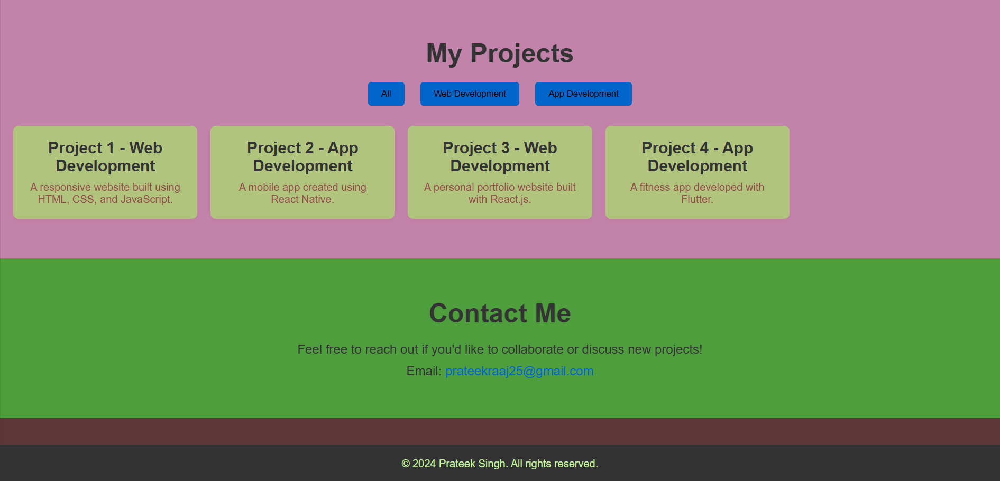 My Projects
All
Web Development
App Development
Project 1 - Web
Development
A responsive website built using
HTML, CSS, and JavaScript.
Project 2 - App
Development
A mobile app created using
React Native.
Project 3 - Web
Development
A personal portfolio website built
with React.js.
Project 4 - App
Development
A fitness app developed with
Flutter.
Contact Me
Feel free to reach out if you'd like to collaborate or discuss new projects!
Email: prateekraaj25@gmail.com
© 2024 Prateek Singh. All rights reserved.